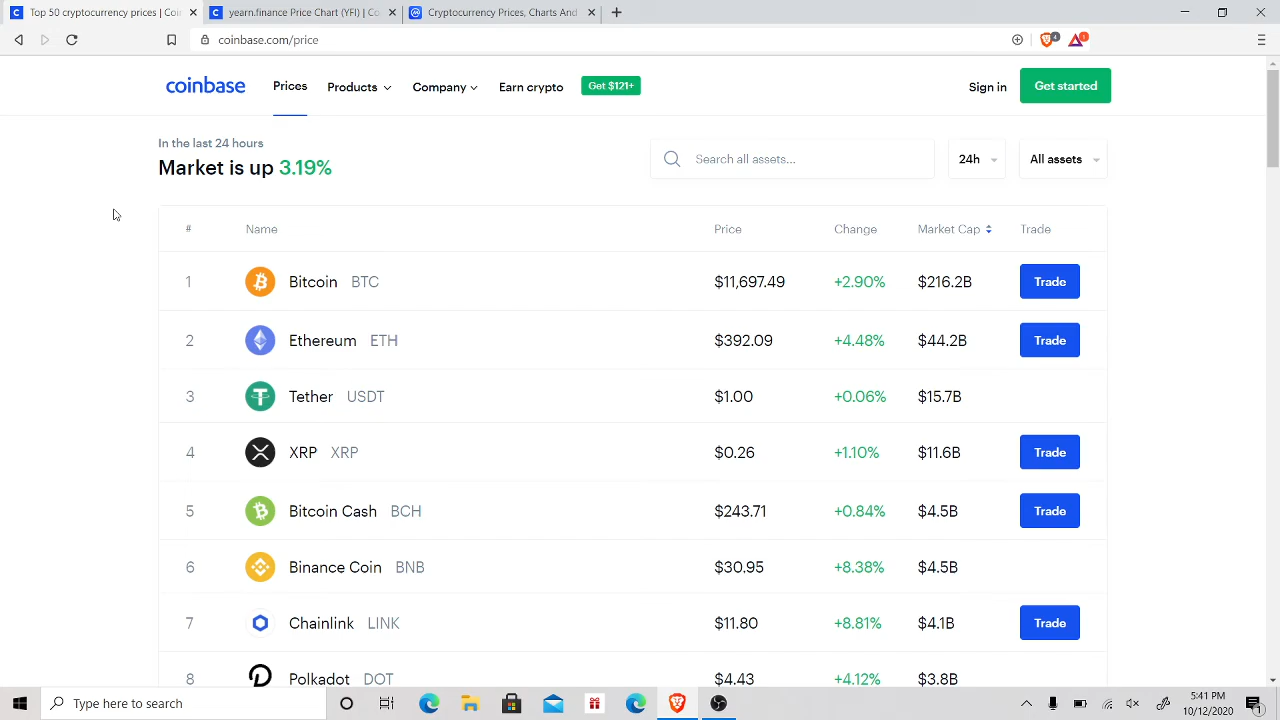 Top 50 cryptocurrency prices | Coi
yearn.finance Price Chart (YFI) | Co
Cryptocurrency Prices, Charts And
coinbase.com/price
4
1
coinbase
Prices
Products
Company
Earn crypto
Get $121+
Sign in
Get started
In the last 24 hours
Market is up 3.19%
Search all assets...
24h
All assets
# Name Price Change Market Cap Trade
1 Bitcoin BTC $11,697.49 +2.90% $216.2B Trade
2 Ethereum ETH $392.09 +4.48% $44.2B Trade
3 Tether USDT $1.00 +0.06% $15.7B
4 XRP XRP $0.26 +1.10% $11.6B Trade
5 Bitcoin Cash BCH $243.71 +0.84% $4.5B Trade
6 Binance Coin BNB $30.95 +8.38% $4.5B
7 Chainlink LINK $11.80 +8.81% $4.1B Trade
8 Polkadot DOT $4.43 +4.12% $3.8B
Type here to search
5:41 PM
10/12/2020
1